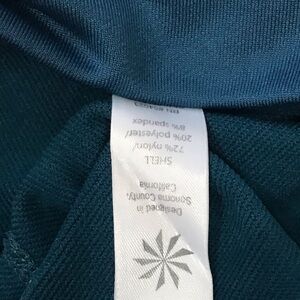 Designed in
Sonoma County,
California
SHELL
72% nylon/
20% polyester/
8% spandex